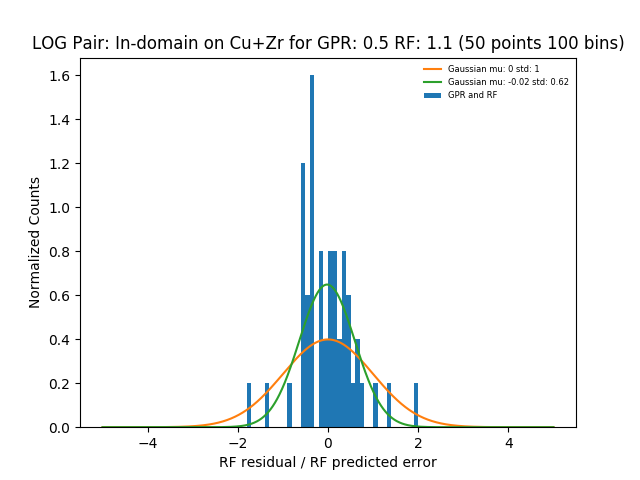 LOG Pair: In-domain on Cu+Zr for GPR: 0.5 RF: 1.1 (50 points 100 bins)
Gaussian mu: 0 std: 1
Gaussian mu: -0.02 std: 0.62
GPR and RF
Normalized Counts
1.6
1.4
1.2
1.0
0.8
0.6
0.4
0.2
0.0
−4 −2 0 2 4
RF residual / RF predicted error